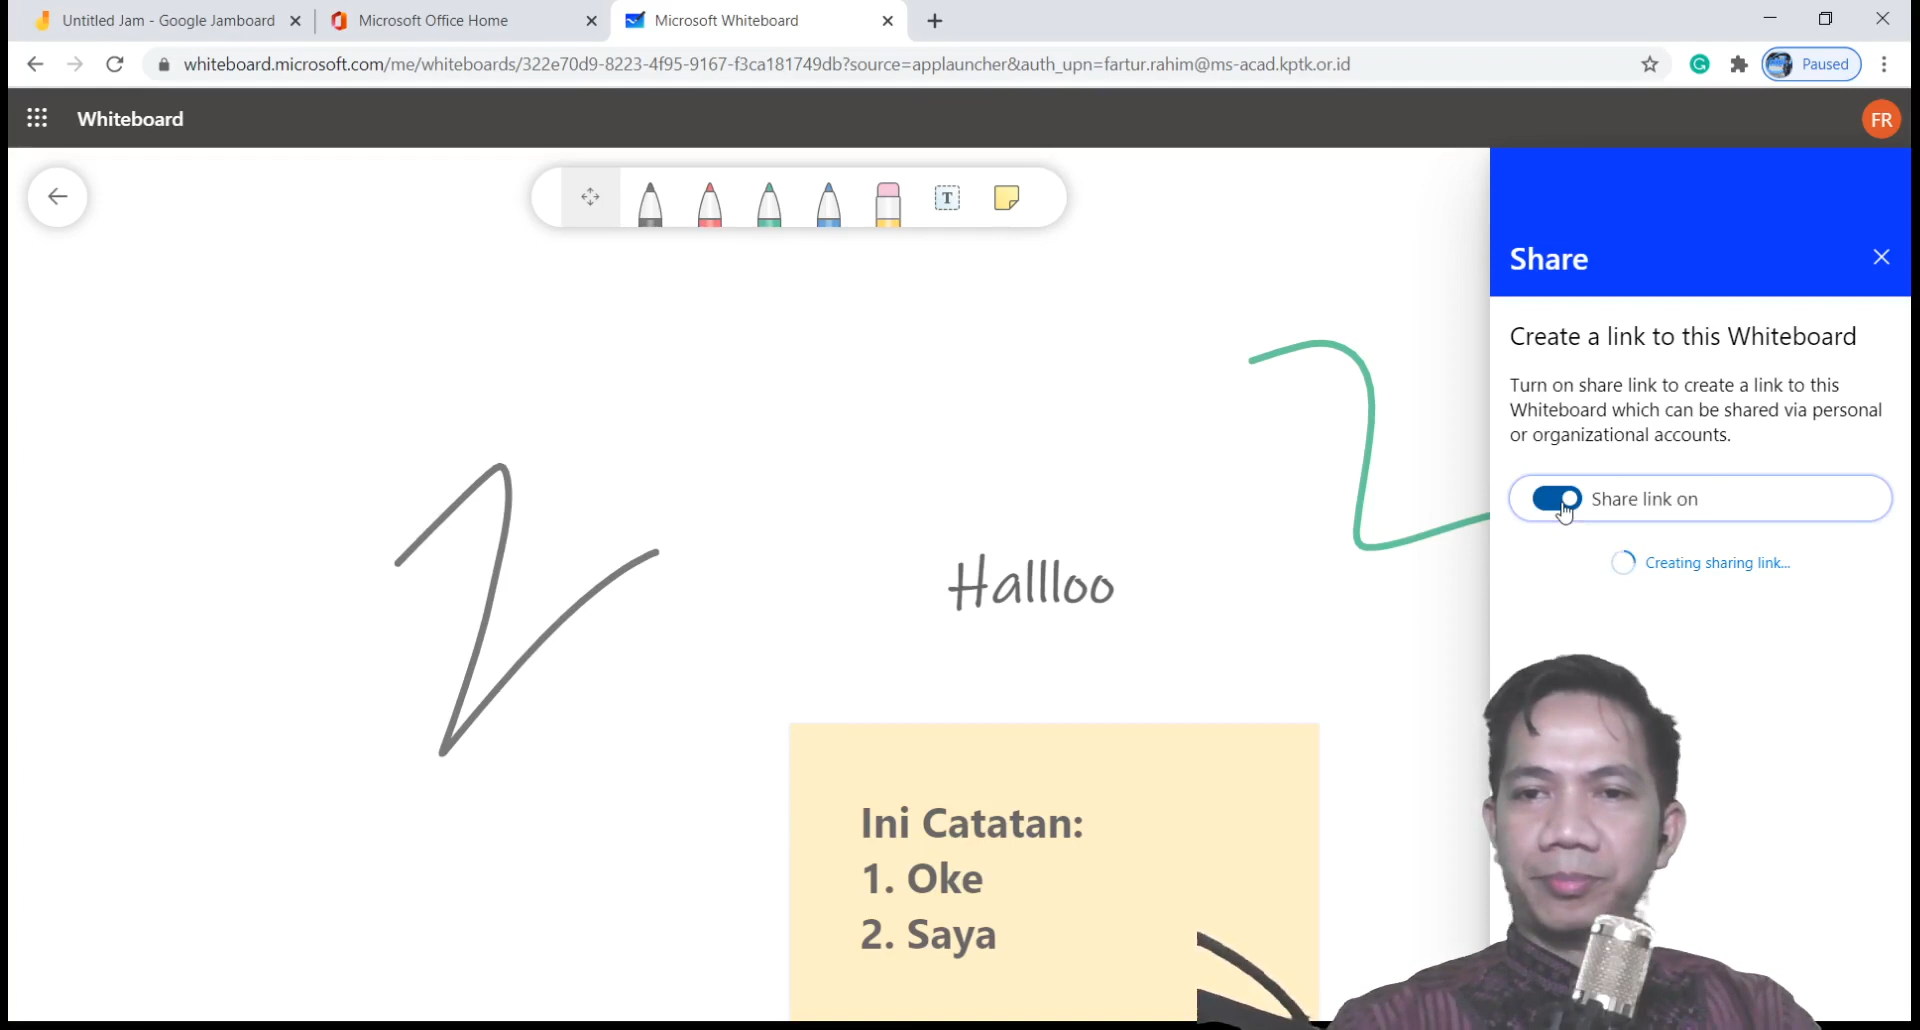 Untitled Jam - Google Jamboard
Microsoft Office Home
Microsoft Whiteboard
whiteboard.microsoft.com/me/whiteboards/322e70d9-8223-4f95-9167-f3ca181749db?source=applauncher&auth_upn=fartur.rahim@ms-acad.kptk.or.id
Paused
Whiteboard
FR
T
Share
Create a link to this Whiteboard
Turn on share link to create a link to this
Whiteboard which can be shared via personal
or organizational accounts.
Share link on
Creating sharing link...
Hallloo
Ini Catatan:
1. Oke
2. Saya